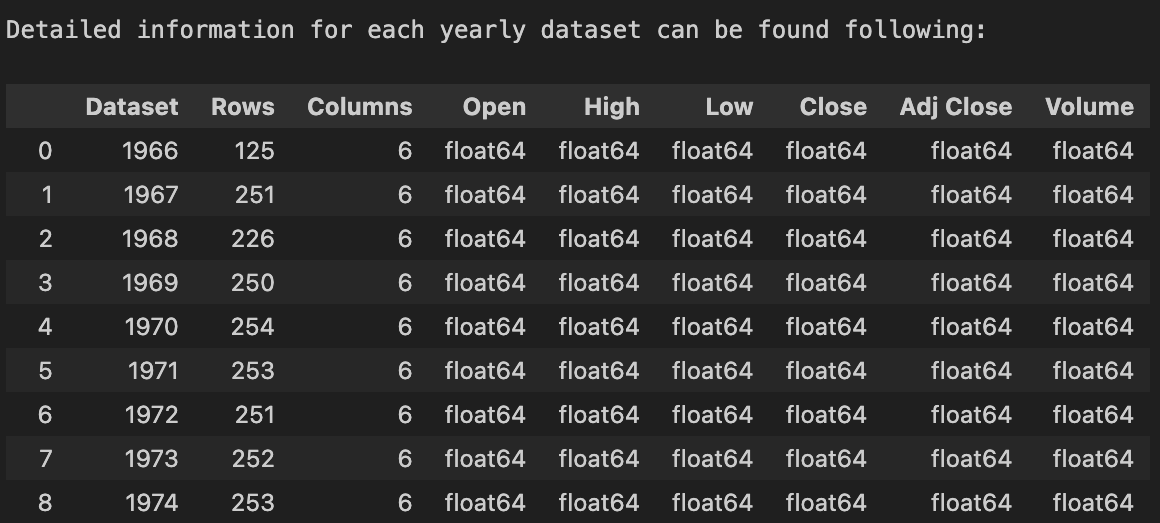 Detailed information for each yearly dataset can be found following:
Dataset Rows Columns Open High Low Close Adj Close Volume
0 1966 125 6 float64 float64 float64 float64 float64 float64
1 1967 251 6 float64 float64 float64 float64 float64 float64
2 1968 226 6 float64 float64 float64 float64 float64 float64
3 1969 250 6 float64 float64 float64 float64 float64 float64
4 1970 254 6 float64 float64 float64 float64 float64 float64
5 1971 253 6 float64 float64 float64 float64 float64 float64
6 1972 251 6 float64 float64 float64 float64 float64 float64
7 1973 252 6 float64 float64 float64 float64 float64 float64
8 1974 253 6 float64 float64 float64 float64 float64 float64